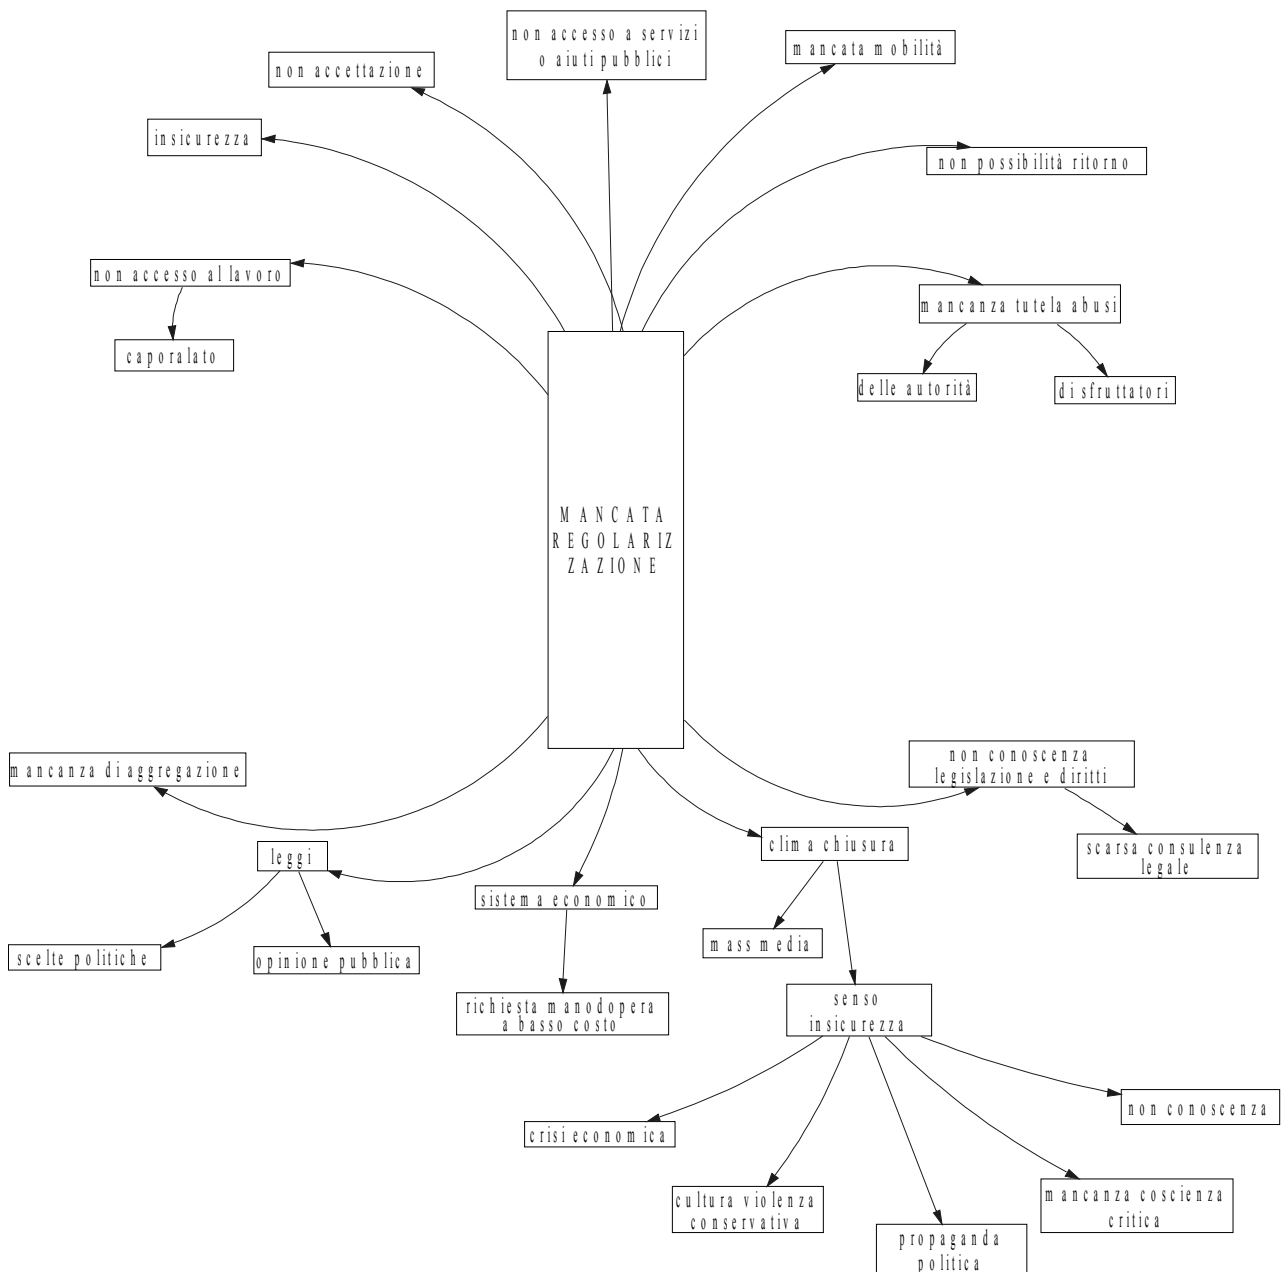 non accesso a servizi
o aiuti pubblici
mancata mobilità
non accettazione
insicurezza
non possibilità ritorno
non accesso al lavoro
mancanza tutela abusi
caporalato
delle autorità
di sfruttatori
MANCATA
REGOLARIZ
ZAZIONE
mancanza di aggregazione
non conoscenza
legislazione e diritti
clima chiusura
scarsa consulenza
legale
leggi
sistema economico
mass media
scelte politiche
opinione pubblica
richiesta manodopera
a basso costo
senso
insicurezza
non conoscenza
crisi economica
cultura violenza
conservativa
mancanza coscienza
critica
propaganda
politica